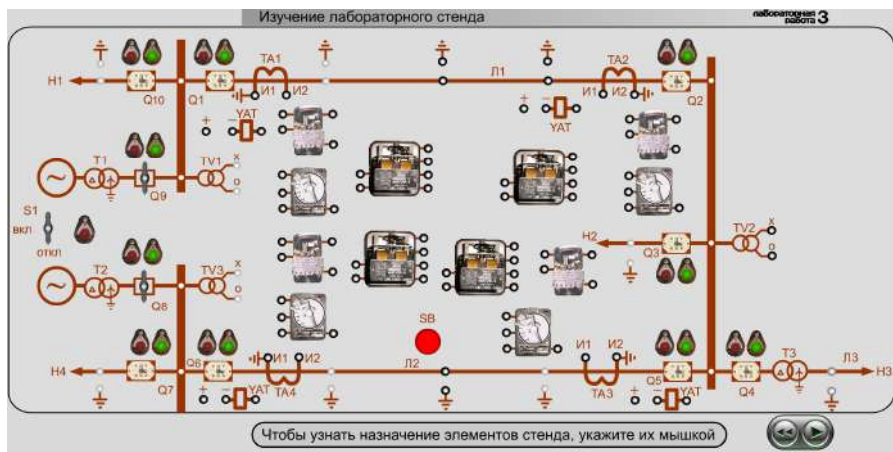 Изучение лабораторного стенда
лабораторная работа 3
Н1
Q10
Q1
ТА1
И1 И2
+ − YAT
Л1
ТА2
И1 И2
+ − YAT
Q2
Т1
Q9
TV1
х
о
S1
вкл
откл
Н2
Q3
TV2
х
о
Т2
Q8
TV3
х
о
SB
Н4
Q7
Q6
И1 И2
ТА4
+ − YAT
Л2
И1 И2
ТА3
Q5
+ − YAT
Q4
Т3
Л3
Н3
Чтобы узнать назначение элементов стенда, укажите их мышкой